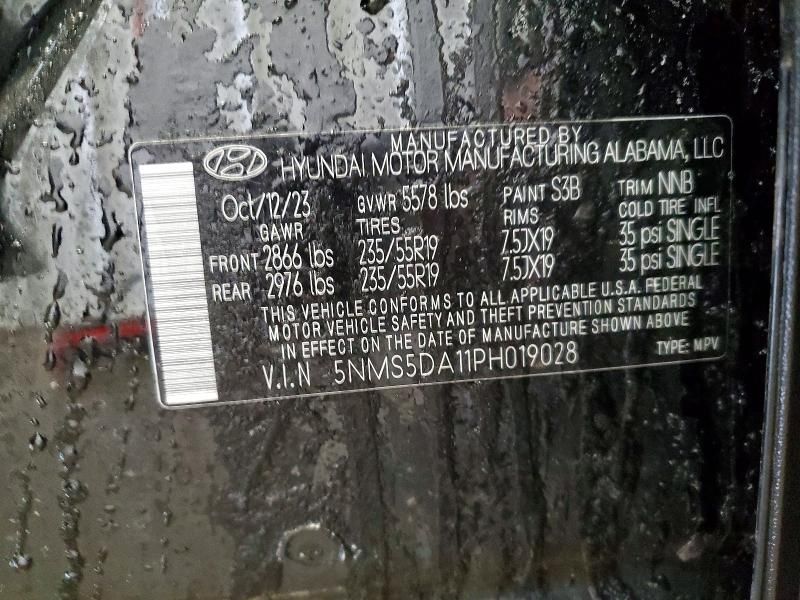 MANUFACTURED BY
HYUNDAI MOTOR MANUFACTURING ALABAMA, LLC
Oct/12/23 GVWR 5578 lbs PAINT S3B TRIM NNB
GAWR TIRES RIMS COLD TIRE INFL
FRONT 2866 lbs 235/55R19 7.5JX19 35 psi SINGLE
REAR 2976 lbs 235/55R19 7.5JX19 35 psi SINGLE
THIS VEHICLE CONFORMS TO ALL APPLICABLE U.S.A. FEDERAL
MOTOR VEHICLE SAFETY AND THEFT PREVENTION STANDARDS
IN EFFECT ON THE DATE OF MANUFACTURE SHOWN ABOVE
V.I.N 5NMS5DA11PH019028 TYPE: MPV